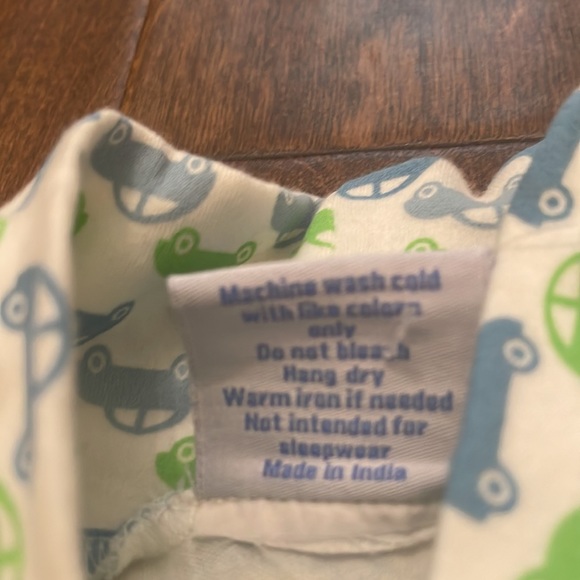 Machine wash cold
with like colors
only
Do not bleach
Hang dry
Warm iron if needed
Not intended for
sleepwear
Made in India